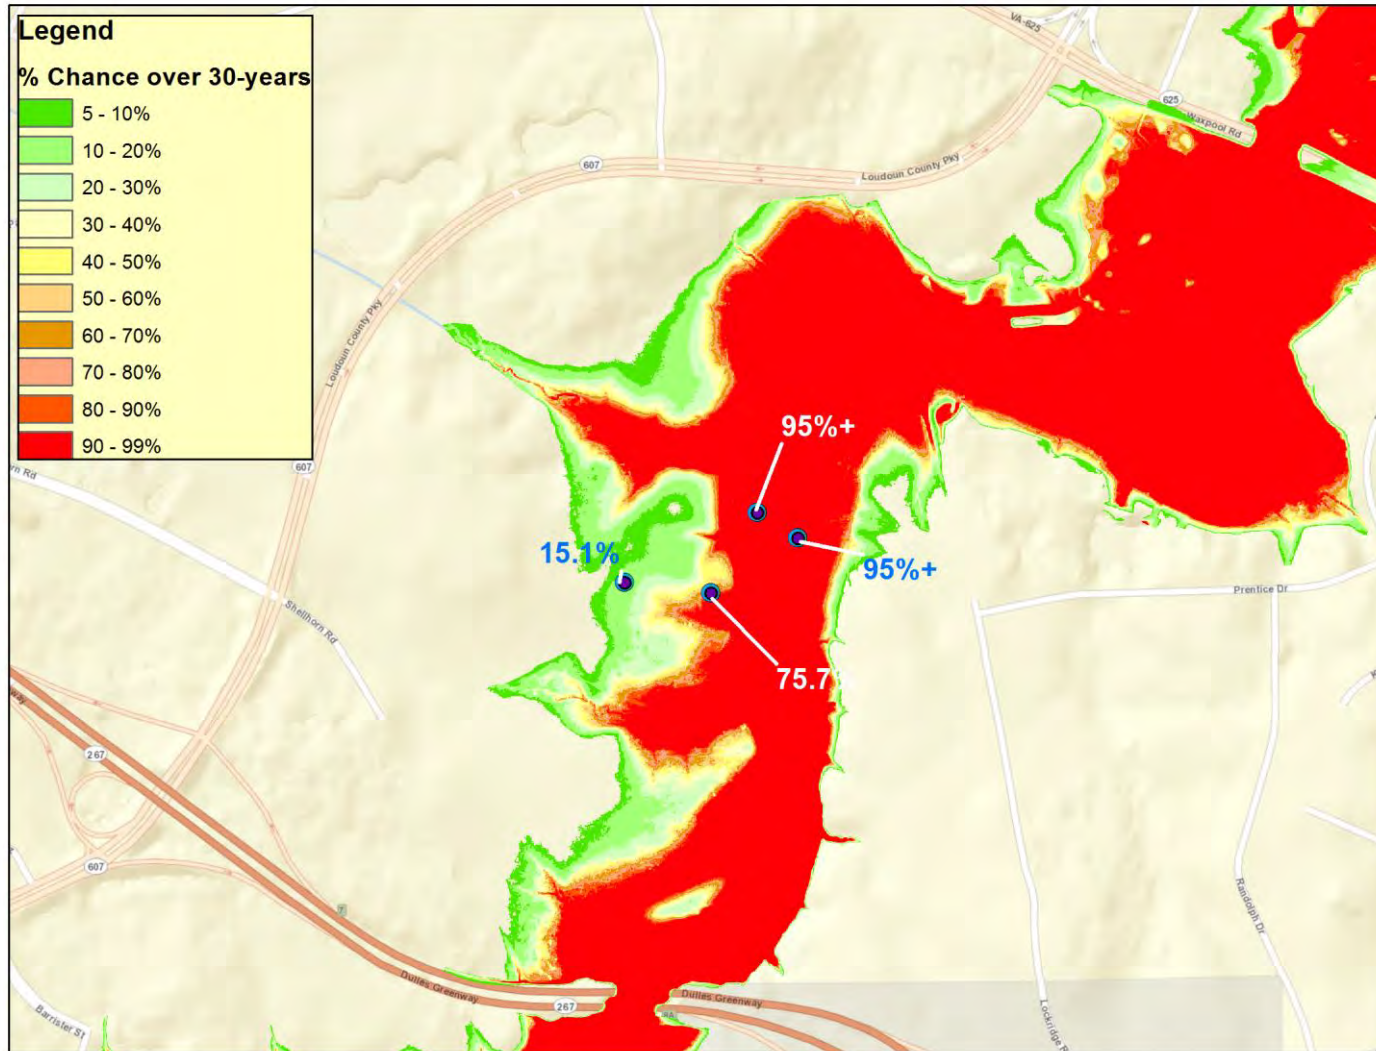 Legend
% Chance over 30-years
5 - 10%
10 - 20%
20 - 30%
30 - 40%
40 - 50%
50 - 60%
60 - 70%
70 - 80%
80 - 90%
90 - 99%
VA-625
625
Waxpool Rd
607
Loudoun County Pky
Loudoun County Pky
607
rn Rd
95%+
15.1%
95%+
Prentice Dr
Shellhorn Rd
75.7
267
607
Randolph Dr
Dulles Greenway
267
Dulles Greenway
Lockridge R
Barrister St